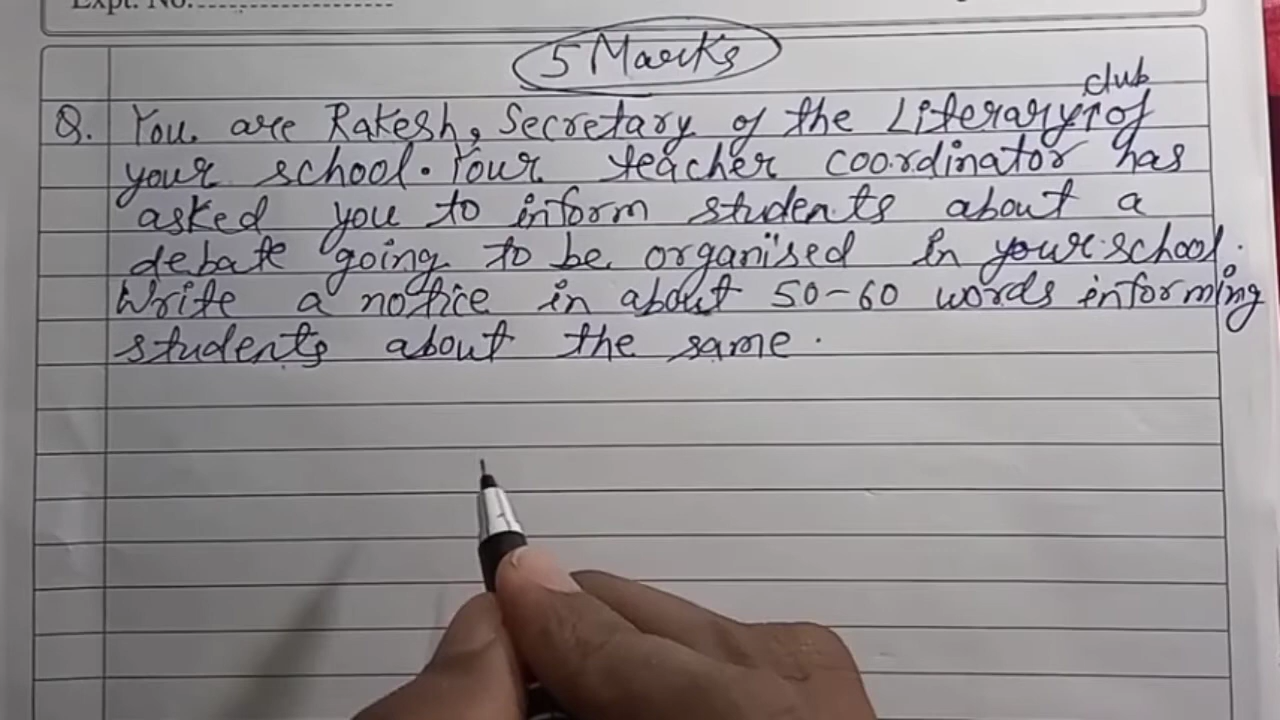 Expt. No.
5 Marks
club
Q. You are Rakesh, Secretary of the Literary of
your school. Your teacher coordinator has
asked you to inform students about a
debate going to be organised in your school.
Write a notice in about 50-60 words informing
students about the same.